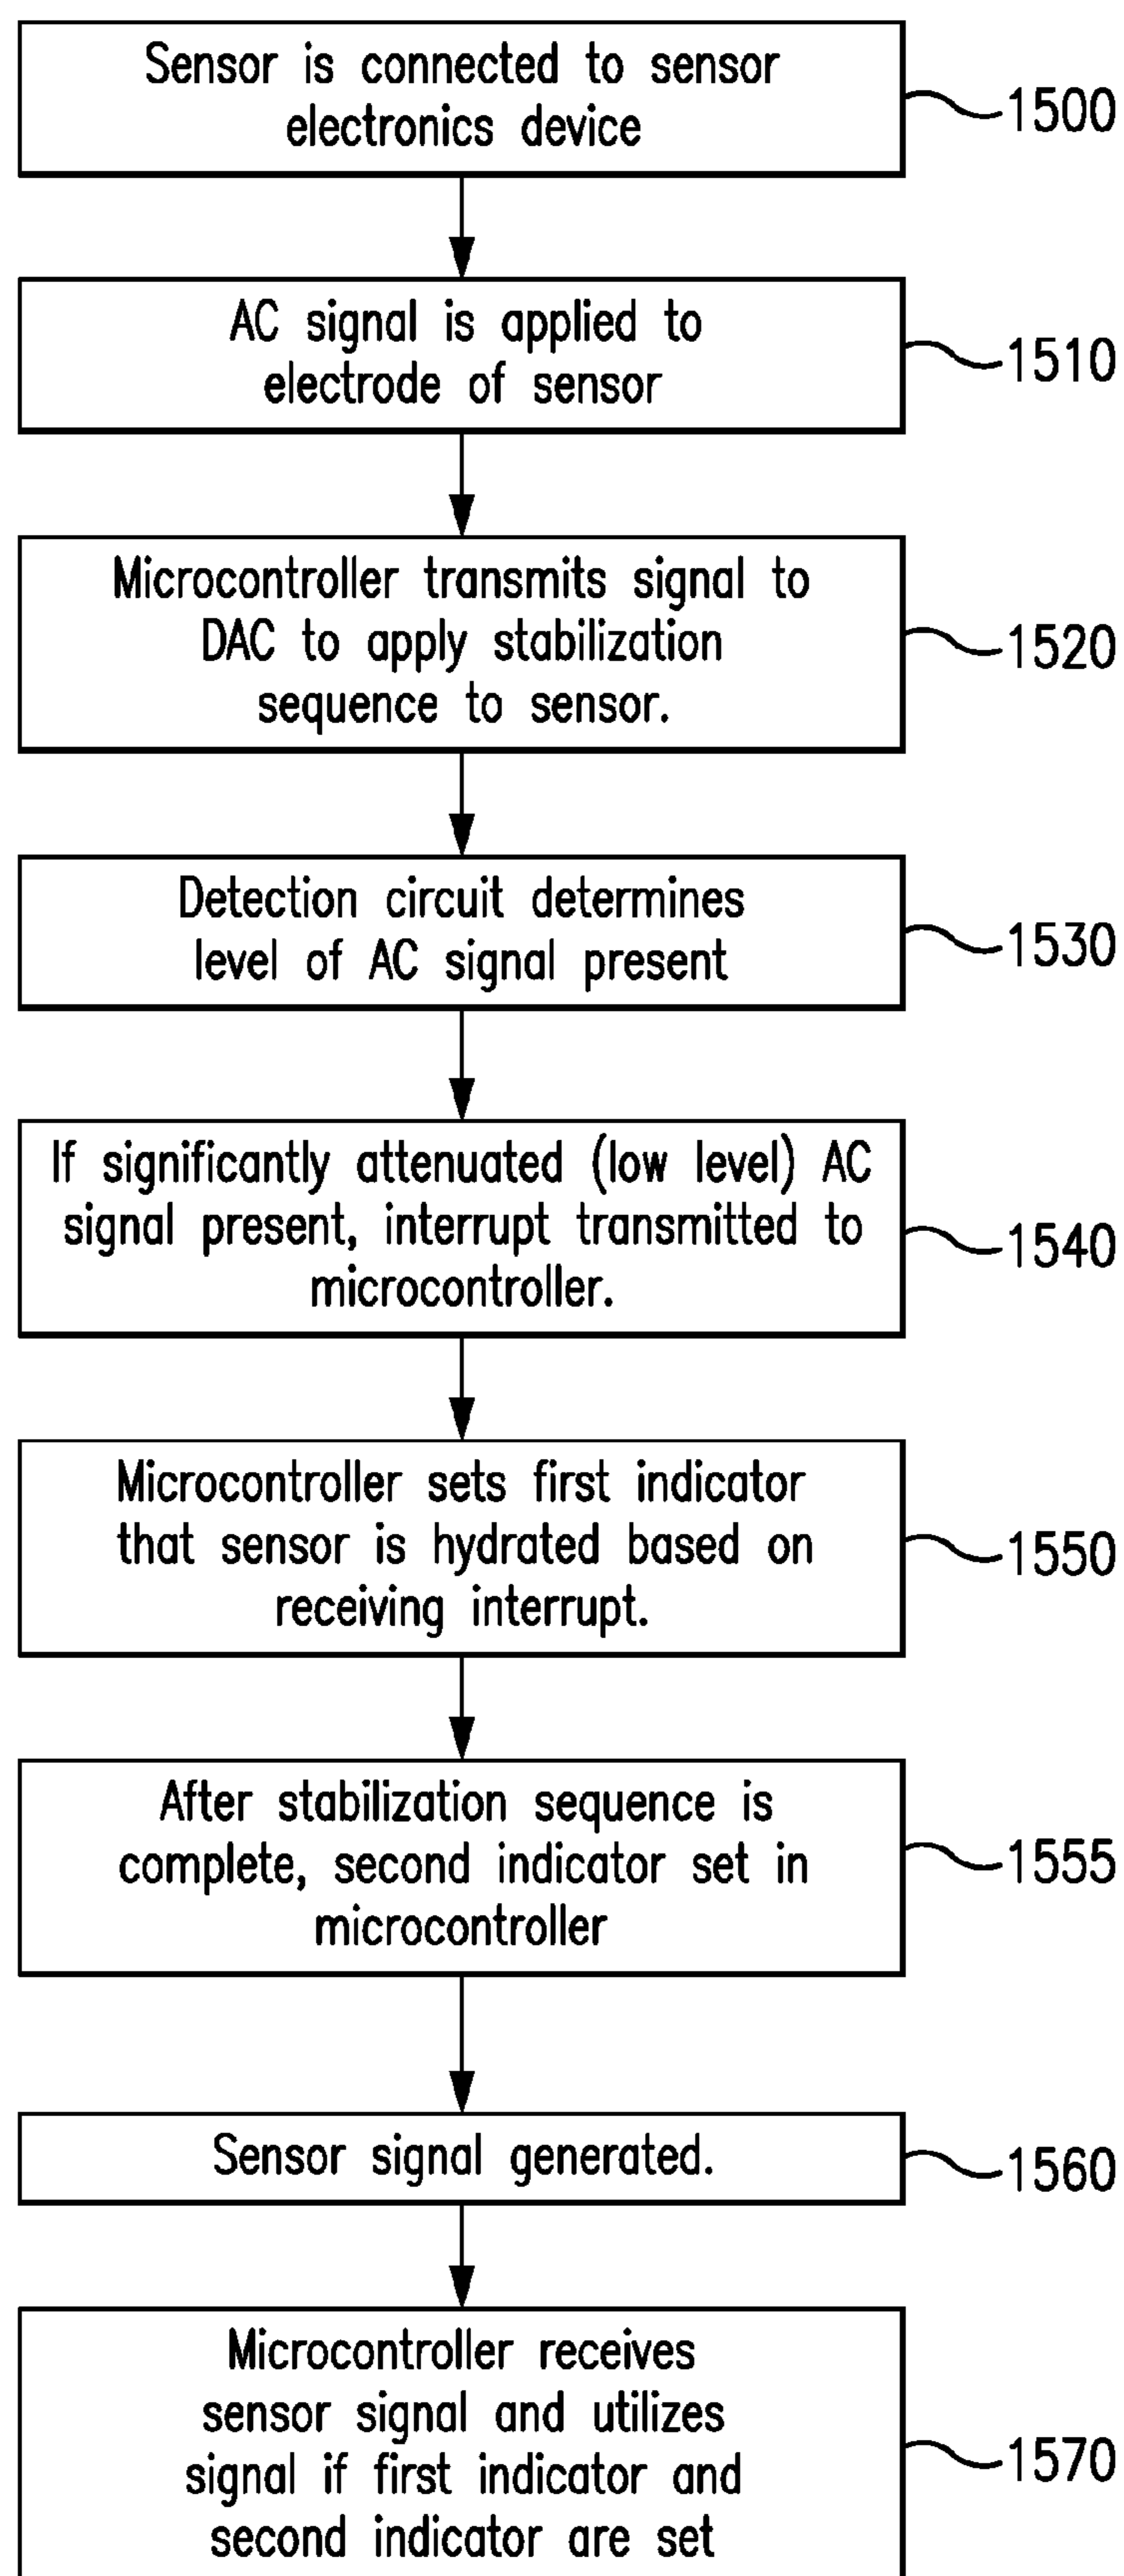 Sensor is connected to sensor
electronics device
1500
AC signal is applied to
electrode of sensor
1510
Microcontroller transmits signal to
DAC to apply stabilization
sequence to sensor.
1520
Detection circuit determines
level of AC signal present
1530
If significantly attenuated (low level) AC
signal present, interrupt transmitted to
microcontroller.
1540
Microcontroller sets first indicator
that sensor is hydrated based on
receiving interrupt.
1550
After stabilization sequence is
complete, second indicator set in
microcontroller
1555
Sensor signal generated.
1560
Microcontroller receives
sensor signal and utilizes
signal if first indicator and
second indicator are set
1570